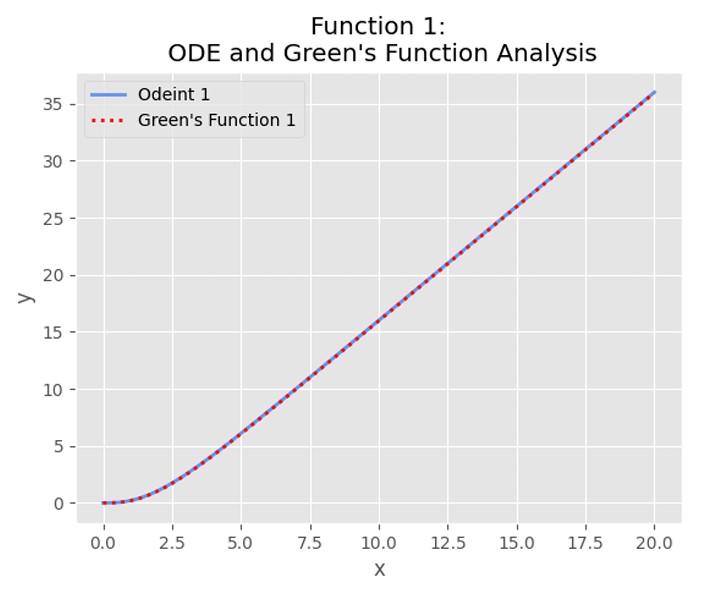 Function 1:
ODE and Green's Function Analysis
Odeint 1
Green's Function 1
35
30
25
20
15
10
5
0
y
0.0 2.5 5.0 7.5 10.0 12.5 15.0 17.5 20.0
x